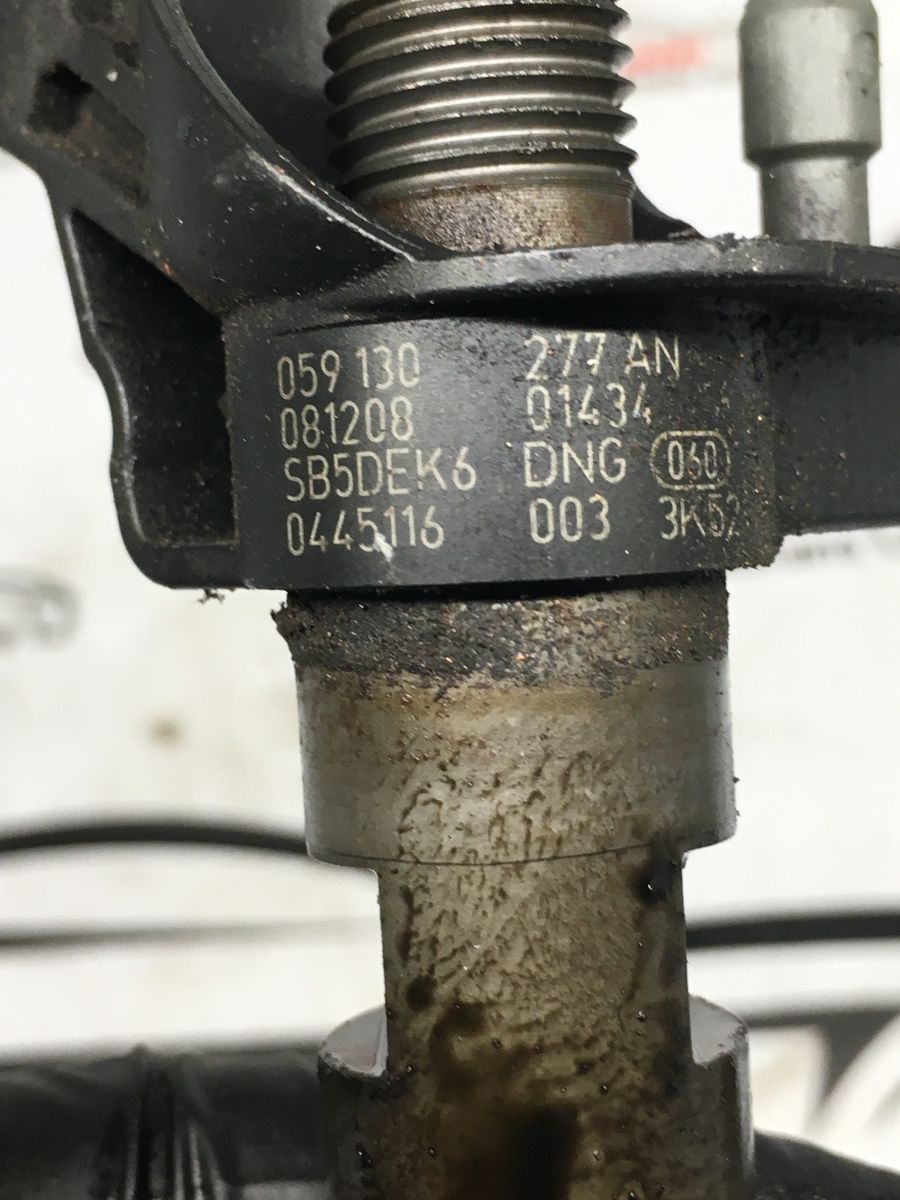 059 130 277 AN
081208 01434
SB5DEK6 DNG 060
0445116 003 3K52